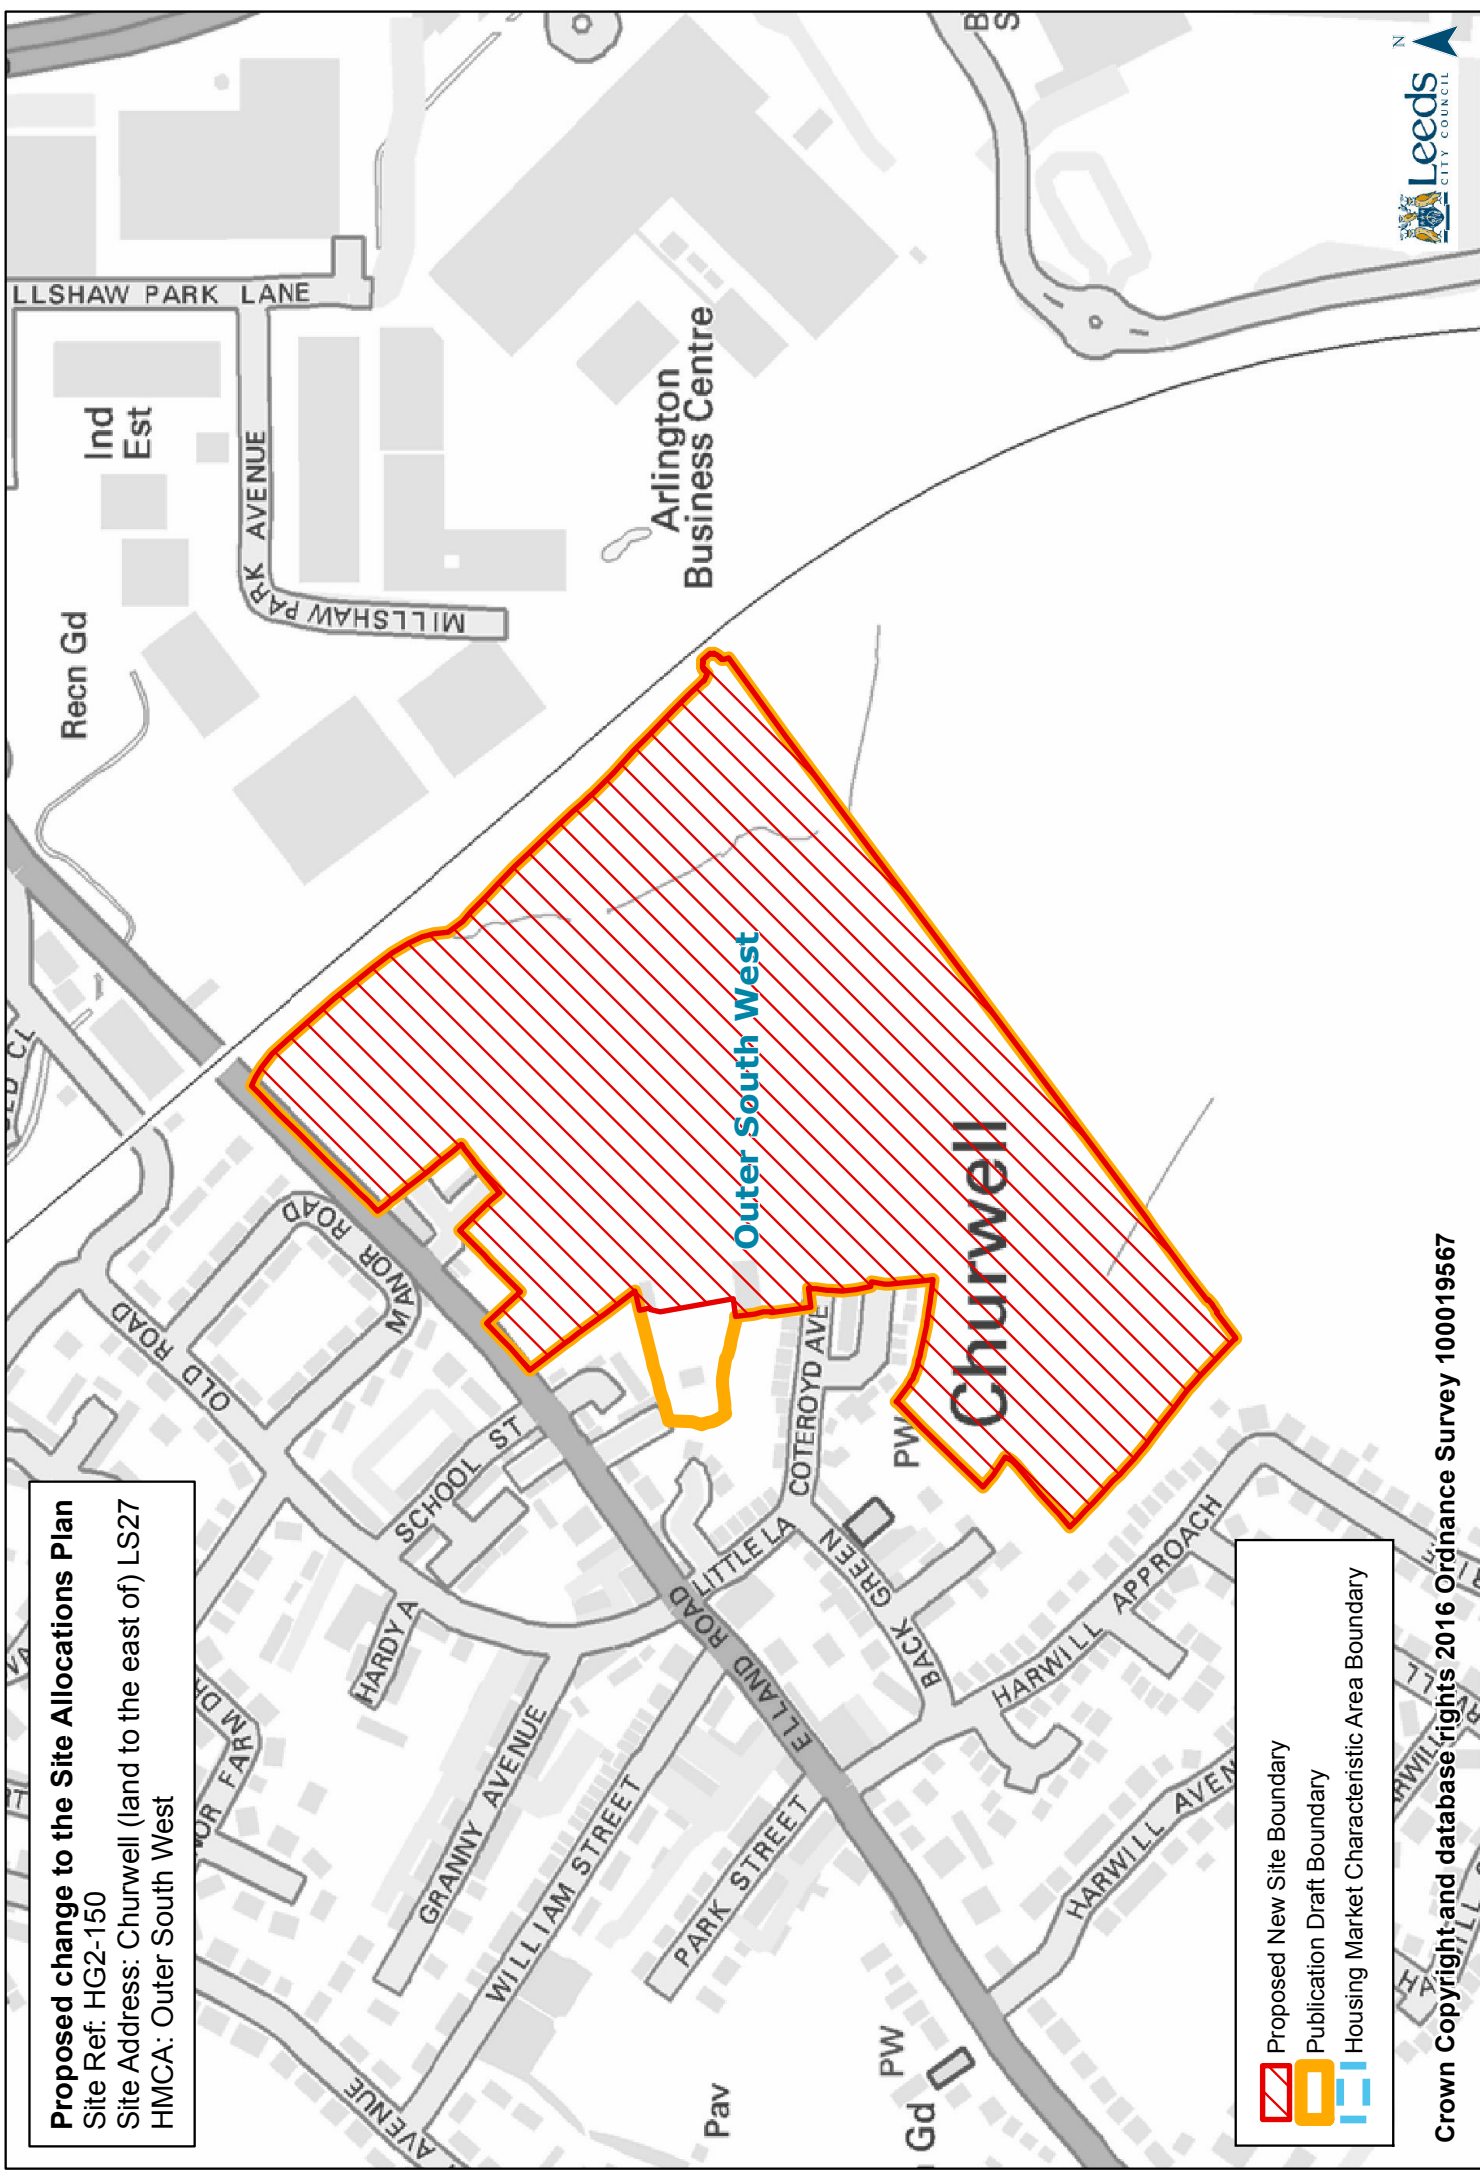 Proposed change to the Site Allocations Plan
Site Ref: HG2-150
Site Address: Churwell (land to the east of) LS27
HMCA: Outer South West
OLD ROAD
MANOR ROAD
SCHOOL ST
HARDY A
GRANNY AVENUE
WILLIAM STREET
PARK STREET
AVENUE
OR FARM DR
ELLAND ROAD
LITTLE LA
COTEROYD AVE
BACK GREEN
HARWILL APPROACH
HARWILL AVEN
PW
PW
Pav
Gd
Churwell
Outer South West
Recn Gd
Ind
Est
LLSHAW PARK LANE
MILLSHAW PARK AVENUE
Arlington
Business Centre
CL
B
S
N
Leeds
CITY COUNCIL
Proposed New Site Boundary
Publication Draft Boundary
Housing Market Characteristic Area Boundary
Crown Copyright and database rights 2016 Ordnance Survey 100019567